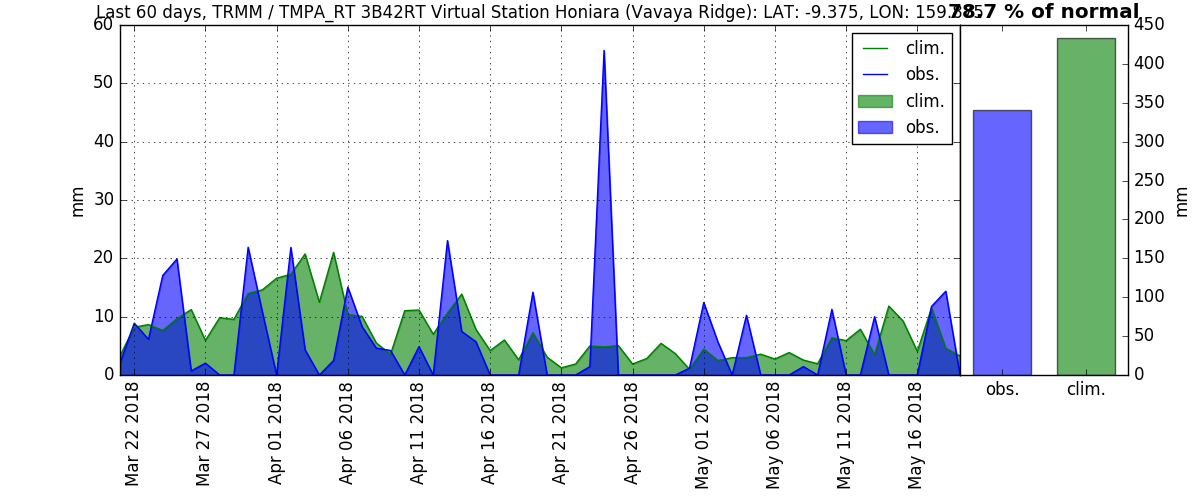 Last 60 days, TRMM / TMPA_RT 3B42RT Virtual Station Honiara (Vavaya Ridge): LAT: -9.375, LON:
78.7 % of normal
60
50
40
30
20
10
0
mm
clim.
obs.
clim.
obs.
450
400
350
300
250
200
150
100
50
0
mm
obs.
clim.
Mar 22 2018
Mar 27 2018
Apr 01 2018
Apr 06 2018
Apr 11 2018
Apr 16 2018
Apr 21 2018
Apr 26 2018
May 01 2018
May 06 2018
May 11 2018
May 16 2018